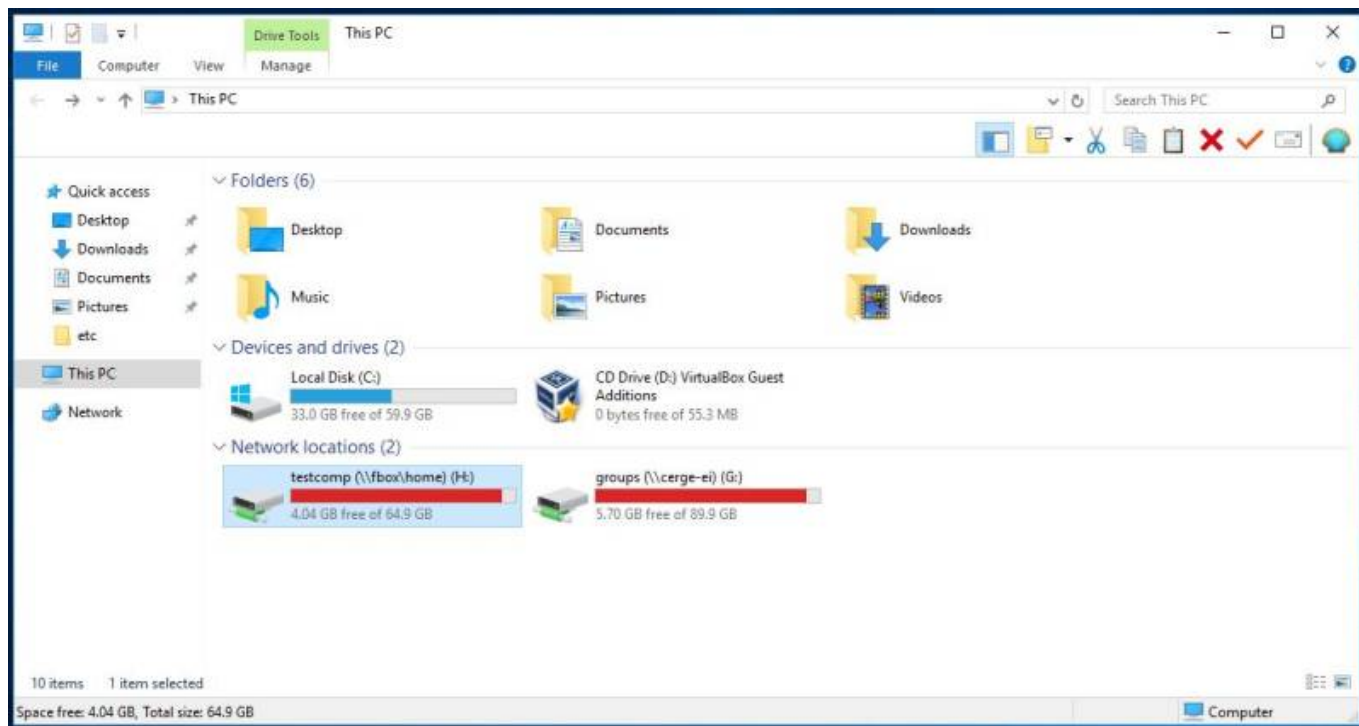 Drive Tools This PC
File Computer View Manage
This PC Search This PC
Quick access
Desktop
Downloads
Documents
Pictures
etc
This PC
Network
Folders (6)
Desktop Documents Downloads
Music Pictures Videos
Devices and drives (2)
Local Disk (C:)
33.0 GB free of 59.9 GB
CD Drive (D:) VirtualBox Guest
Additions
0 bytes free of 55.3 MB
Network locations (2)
testcomp (\\fbox\home) (H:)
4.04 GB free of 64.9 GB
groups (\\cerge-ei) (G:)
5.70 GB free of 89.9 GB
10 items 1 item selected
Space free: 4.04 GB, Total size: 64.9 GB Computer